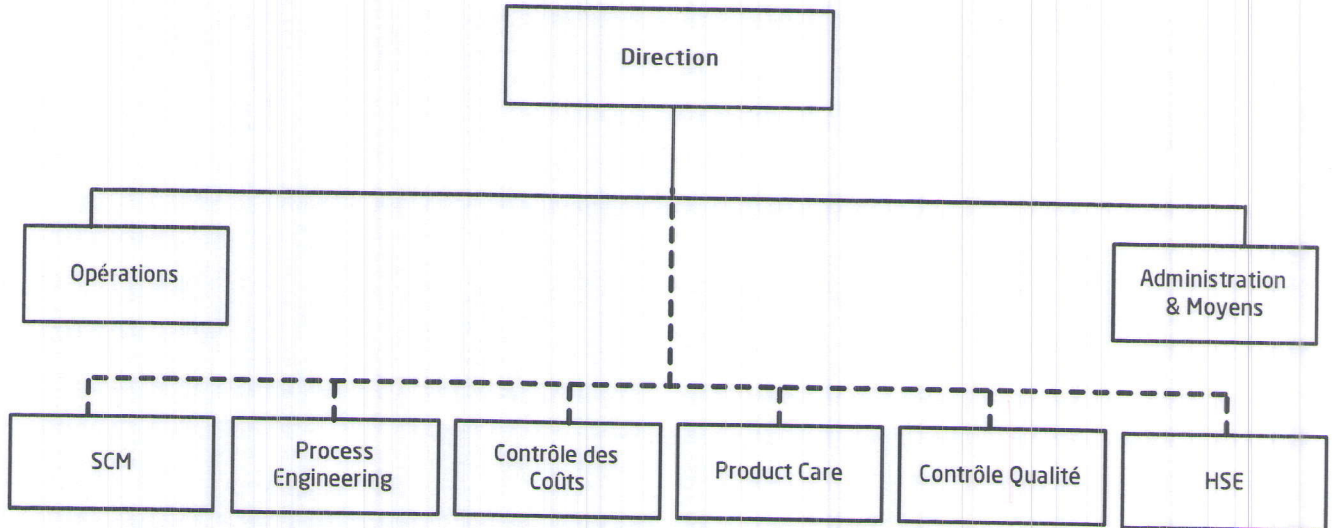 Direction
Opérations
Administration
& Moyens
SCM
Process
Engineering
Contrôle des
Coûts
Product Care
Contrôle Qualité
HSE